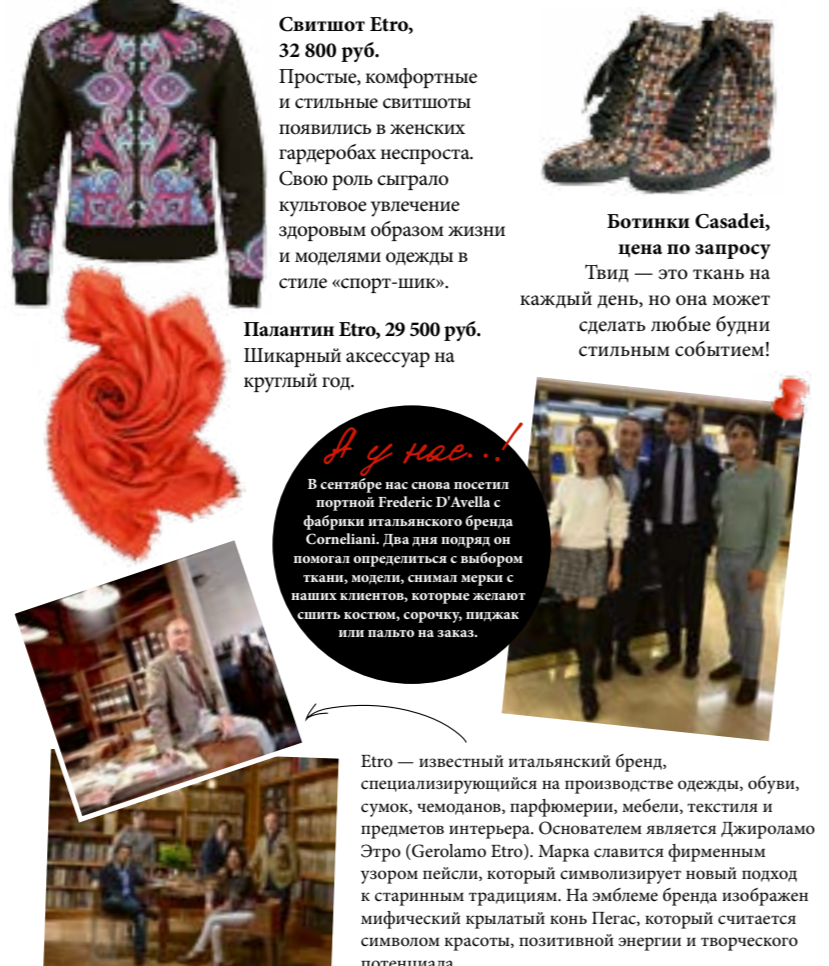 Свитшот Etro,
32 800 руб.
Простые, комфортные
и стильные свитшоты
появились в женских
гардеробах неспроста.
Свою роль сыграло
культовое увлечение
здоровым образом жизни
и моделями одежды в
стиле «спорт-шик».
Ботинки Casadei,
цена по запросу
Твид — это ткань на
каждый день, но она может
сделать любые будни
стильным событием!
Палантин Etro, 29 500 руб.
Шикарный аксессуар на
круглый год.
А у нас...!
В сентябре нас снова посетил
портной Frederic D'Avella с
фабрики итальянского бренда
Corneliani. Два дня подряд он
помогал определиться с выбором
ткани, модели, снимал мерки с
наших клиентов, которые желают
сшить костюм, сорочку, пиджак
или пальто на заказ.
Etro — известный итальянский бренд,
специализирующийся на производстве одежды, обуви,
сумок, чемоданов, парфюмерии, мебели, текстиля и
предметов интерьера. Основателем является Джироламо
Этро (Gerolamo Etro). Марка славится фирменным
узором пейсли, который символизирует новый подход
к старинным традициям. На эмблеме бренда изображен
мифический крылатый конь Пегас, который считается
символом красоты, позитивной энергии и творческого
потенциала